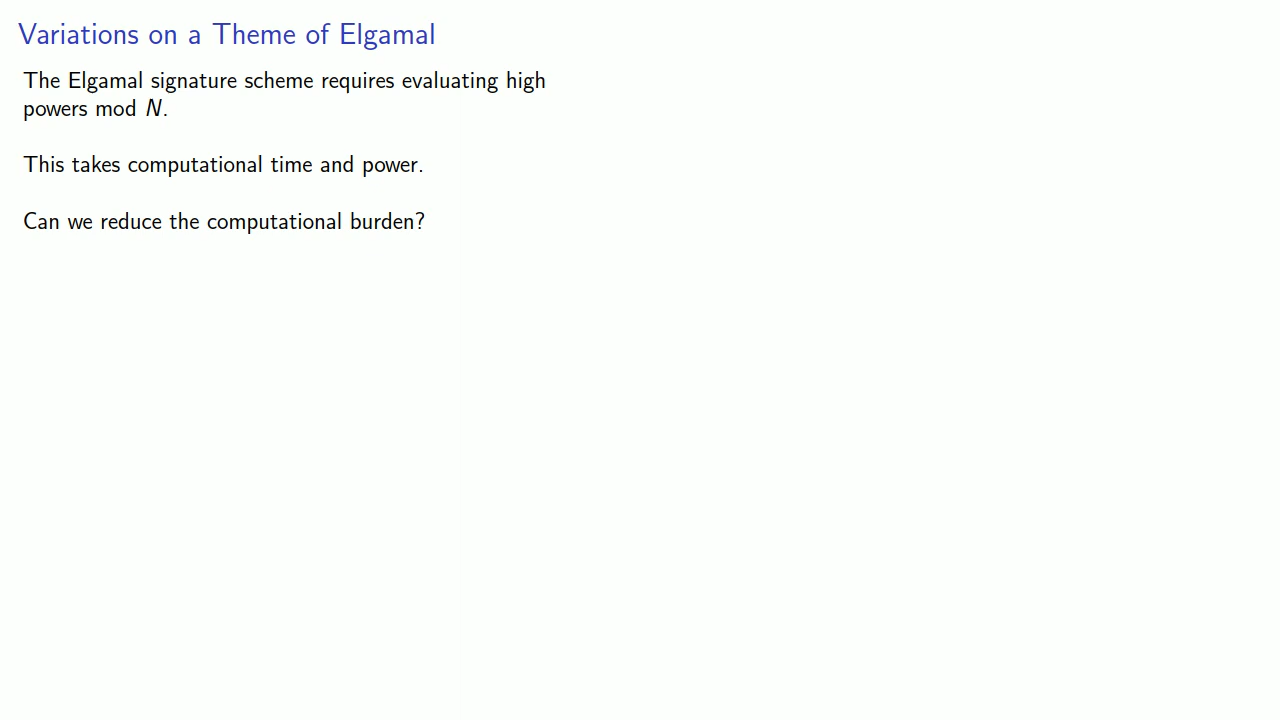 Variations on a Theme of Elgamal
The Elgamal signature scheme requires evaluating high
powers mod N.
This takes computational time and power.
Can we reduce the computational burden?